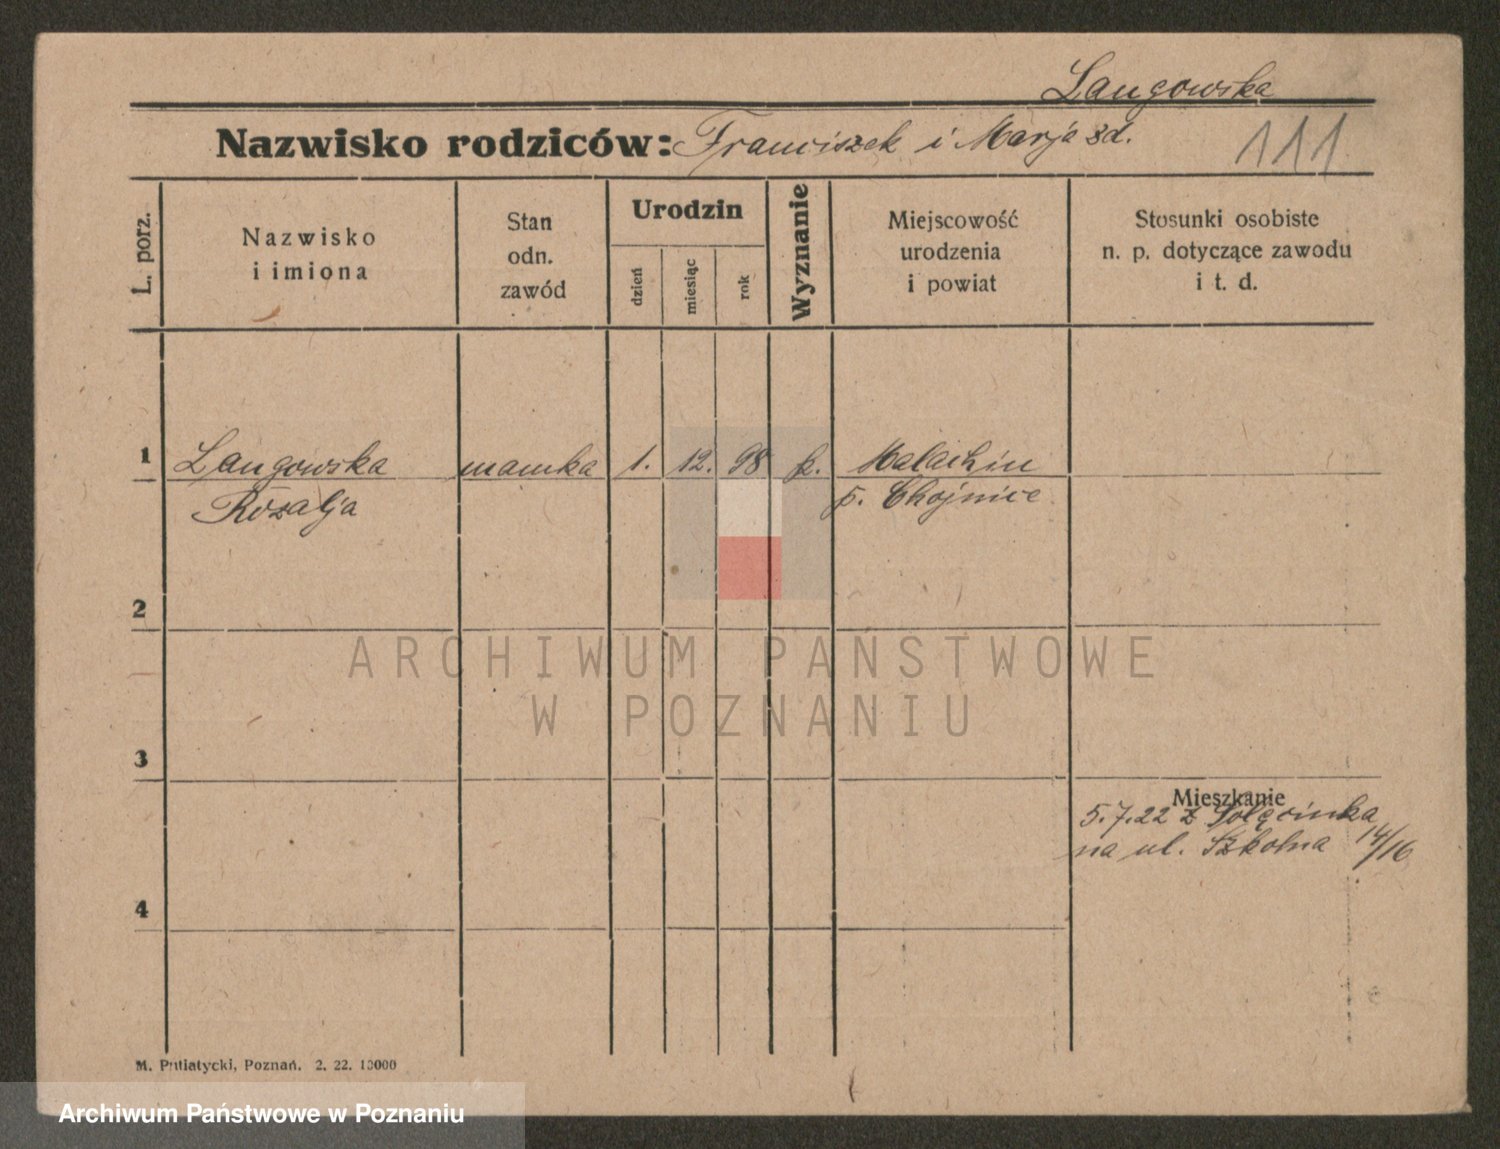 Langowska
Nazwisko rodziców: Franciszek i Marja zd.
111
L. porz.
Nazwisko
i imiona
Stan
odn.
zawód
Urodzin
dzień
miesiąc
rok
Wyznanie
Miejscowość
urodzenia
i powiat
Stosunki osobiste
n. p. dotyczące zawodu
i t. d.
1
Langowska mamka 1. 12. 98 k. Malachin
Rozalja p. Chojnice
2
ARCHIWUM PAŃSTWOWE
W POZNANIU
3
Mieszkanie
5.7.22 z
na ul. Szkolna 14/16
4
M. Putiatycki, Poznań. 2. 22. 10000
Archiwum Państwowe w Poznaniu